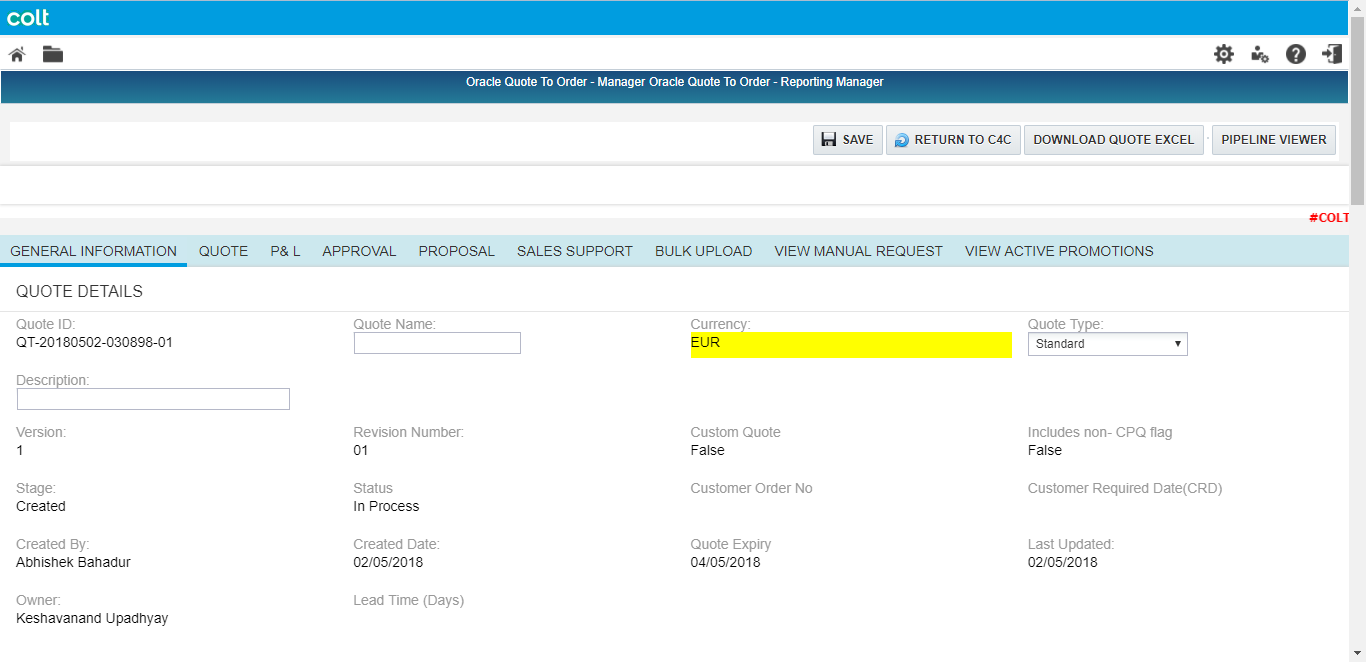 colt
Oracle Quote To Order - Manager Oracle Quote To Order - Reporting Manager
SAVE RETURN TO C4C DOWNLOAD QUOTE EXCEL PIPELINE VIEWER
#COLT
GENERAL INFORMATION QUOTE P& L APPROVAL PROPOSAL SALES SUPPORT BULK UPLOAD VIEW MANUAL REQUEST VIEW ACTIVE PROMOTIONS
QUOTE DETAILS
Quote ID: Quote Name: Currency: Quote Type:
QT-20180502-030898-01 EUR Standard
Description:
Version: Revision Number: Custom Quote Includes non- CPQ flag
1 01 False False
Stage: Status Customer Order No Customer Required Date(CRD)
Created In Process
Created By: Created Date: Quote Expiry Last Updated:
Abhishek Bahadur 02/05/2018 04/05/2018 02/05/2018
Owner: Lead Time (Days)
Keshavanand Upadhyay